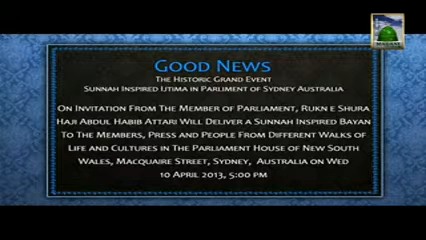 Good News
The Historic Grand Event
Sunnah Inspired Ijtima in Parliment of Sydney Australia
On Invitation From The Member of Parliament, Rukn e Shura
Haji Abdul Habib Attari Will Deliver a Sunnah Inspired Bayan
To The Members, Press and People From Different Walks of
Life and Cultures in The Parliament House of New South
Wales, Macquaire Street, Sydney, Australia on Wed
10 April 2013, 5:00 pm